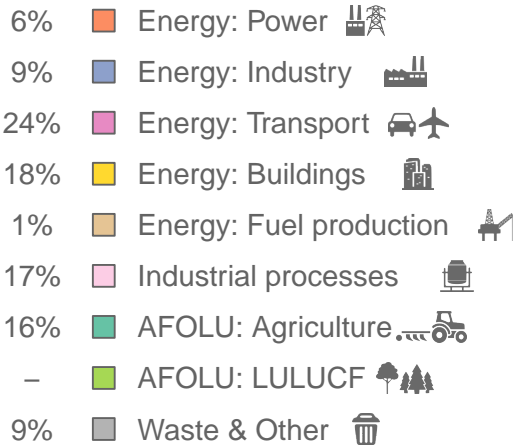 6% Energy: Power
9% Energy: Industry
24% Energy: Transport
18% Energy: Buildings
1% Energy: Fuel production
17% Industrial processes
16% AFOLU: Agriculture
– AFOLU: LULUCF
9% Waste & Other